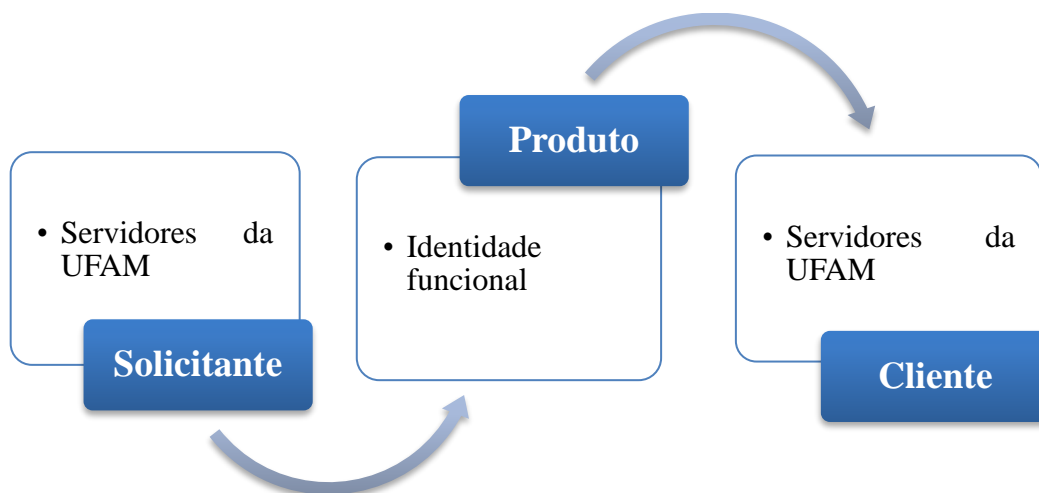 • Servidores da
UFAM
Solicitante
Produto
• Identidade
funcional
• Servidores da
UFAM
Cliente